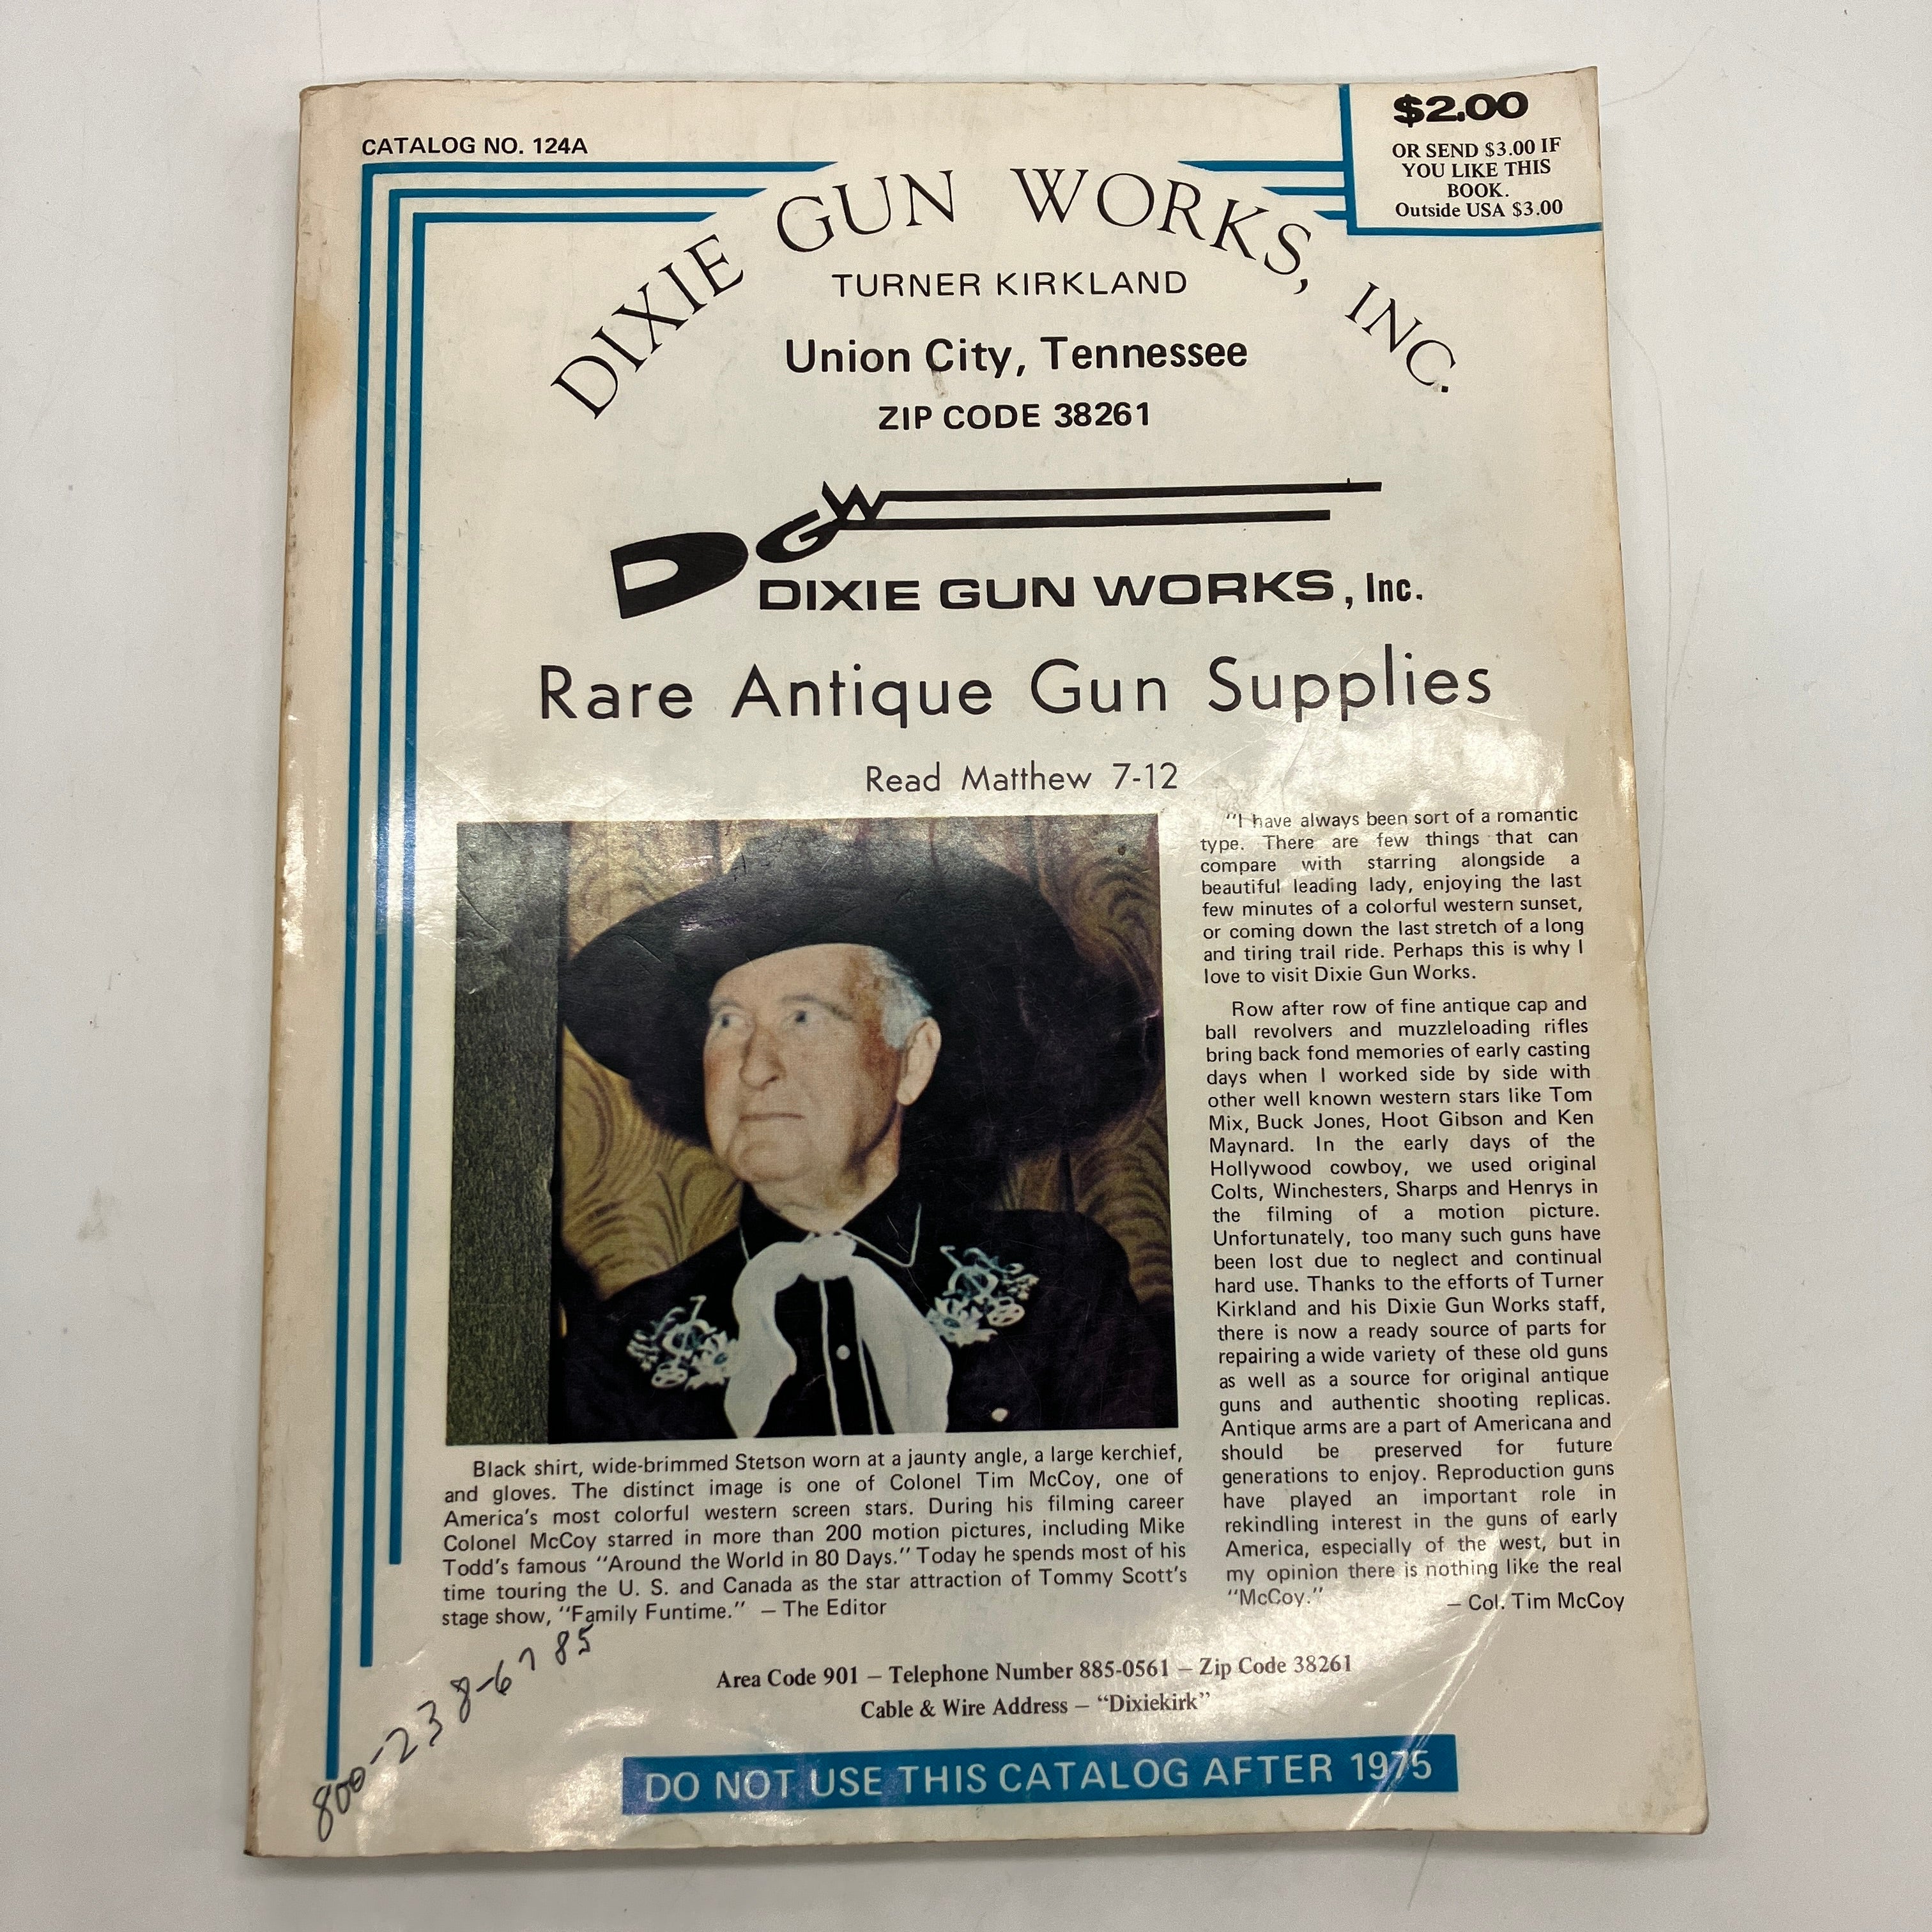 CATALOG NO. 124A
$2.00
OR SEND $3.00 IF
YOU LIKE THIS
BOOK.
Outside USA $3.00
DIXIE GUN WORKS, INC.
TURNER KIRKLAND
Union City, Tennessee
ZIP CODE 38261
DGW
DIXIE GUN WORKS, Inc.
Rare Antique Gun Supplies
Read Matthew 7-12
"I have always been sort of a romantic
type. There are few things that can
compare with starring alongside a
beautiful leading lady, enjoying the last
few minutes of a colorful western sunset,
or coming down the last stretch of a long
and tiring trail ride. Perhaps this is why I
love to visit Dixie Gun Works.
Row after row of fine antique cap and
ball revolvers and muzzleloading rifles
bring back fond memories of early casting
days when I worked side by side with
other well known western stars like Tom
Mix, Buck Jones, Hoot Gibson and Ken
Maynard. In the early days of the
Hollywood cowboy, we used original
Colts, Winchesters, Sharps and Henrys in
the filming of a motion picture.
Unfortunately, too many such guns have
been lost due to neglect and continual
hard use. Thanks to the efforts of Turner
Kirkland and his Dixie Gun Works staff,
there is now a ready source of parts for
repairing a wide variety of these old guns
as well as a source for original antique
guns and authentic shooting replicas.
Antique arms are a part of Americana and
should be preserved for future
generations to enjoy. Reproduction guns
have played an important role in
rekindling interest in the guns of early
America, especially of the west, but in
my opinion there is nothing like the real
"McCoy."
— Col. Tim McCoy
Black shirt, wide-brimmed Stetson worn at a jaunty angle, a large kerchief,
and gloves. The distinct image is one of Colonel Tim McCoy, one of
America's most colorful western screen stars. During his filming career
Colonel McCoy starred in more than 200 motion pictures, including Mike
Todd's famous "Around the World in 80 Days." Today he spends most of his
time touring the U. S. and Canada as the star attraction of Tommy Scott's
stage show, "Family Funtime." — The Editor
800-238-6785
Area Code 901 — Telephone Number 885-0561 — Zip Code 38261
Cable & Wire Address — "Dixiekirk"
DO NOT USE THIS CATALOG AFTER 1975